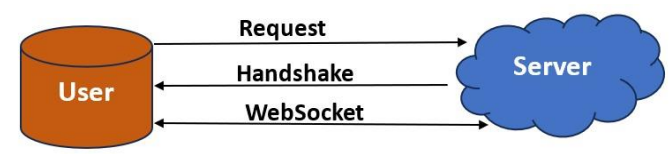 Request
Handshake
WebSocket
User
Server